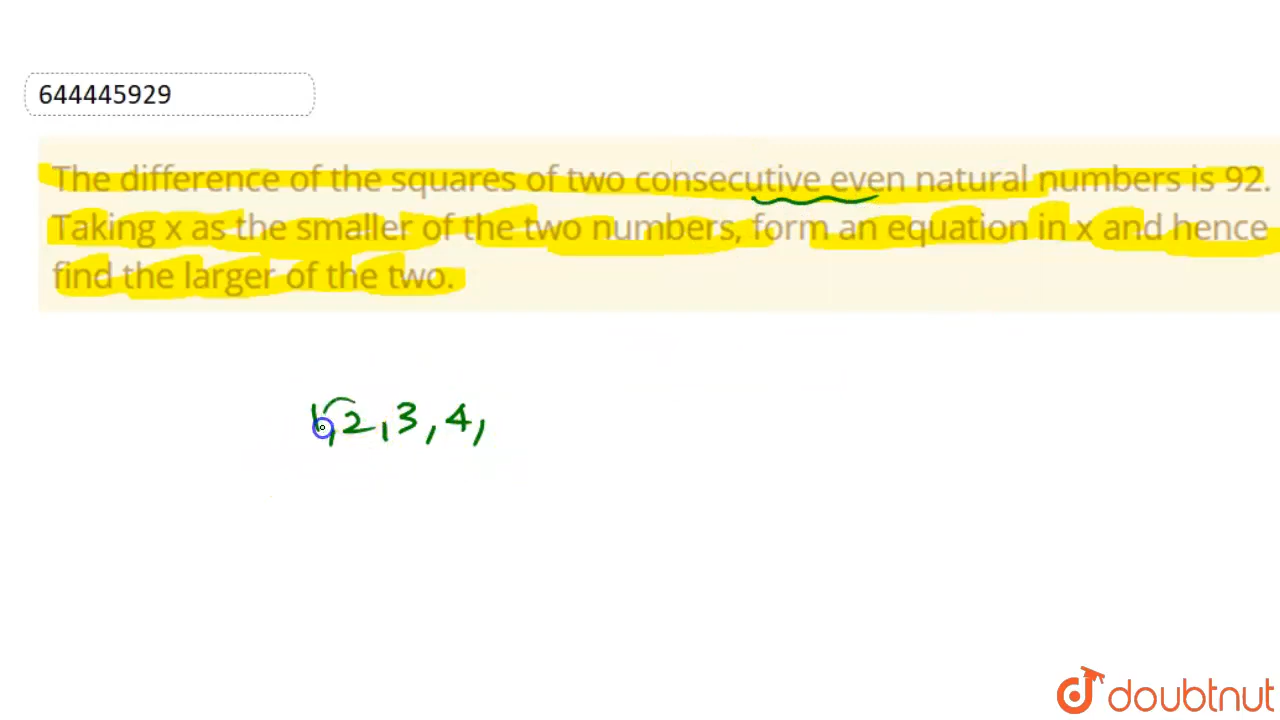 644445929
The difference of the squares of two consecutive even natural numbers is 92.
Taking x as the smaller of the two numbers, form an equation in x and hence
find the larger of the two.
1,2,3,4,
doubtnut